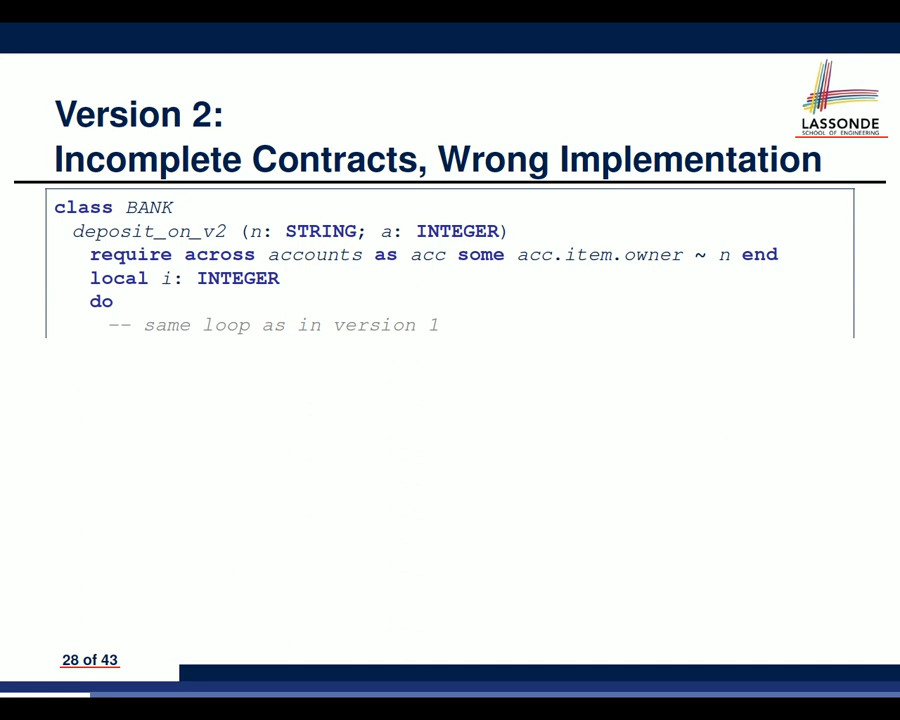 LASSONDE
SCHOOL OF ENGINEERING
Version 2:
Incomplete Contracts, Wrong Implementation
class BANK
deposit_on_v2 (n: STRING; a: INTEGER)
require across accounts as acc some acc.item.owner ~ n end
local i: INTEGER
do
-- same loop as in version 1
28 of 43